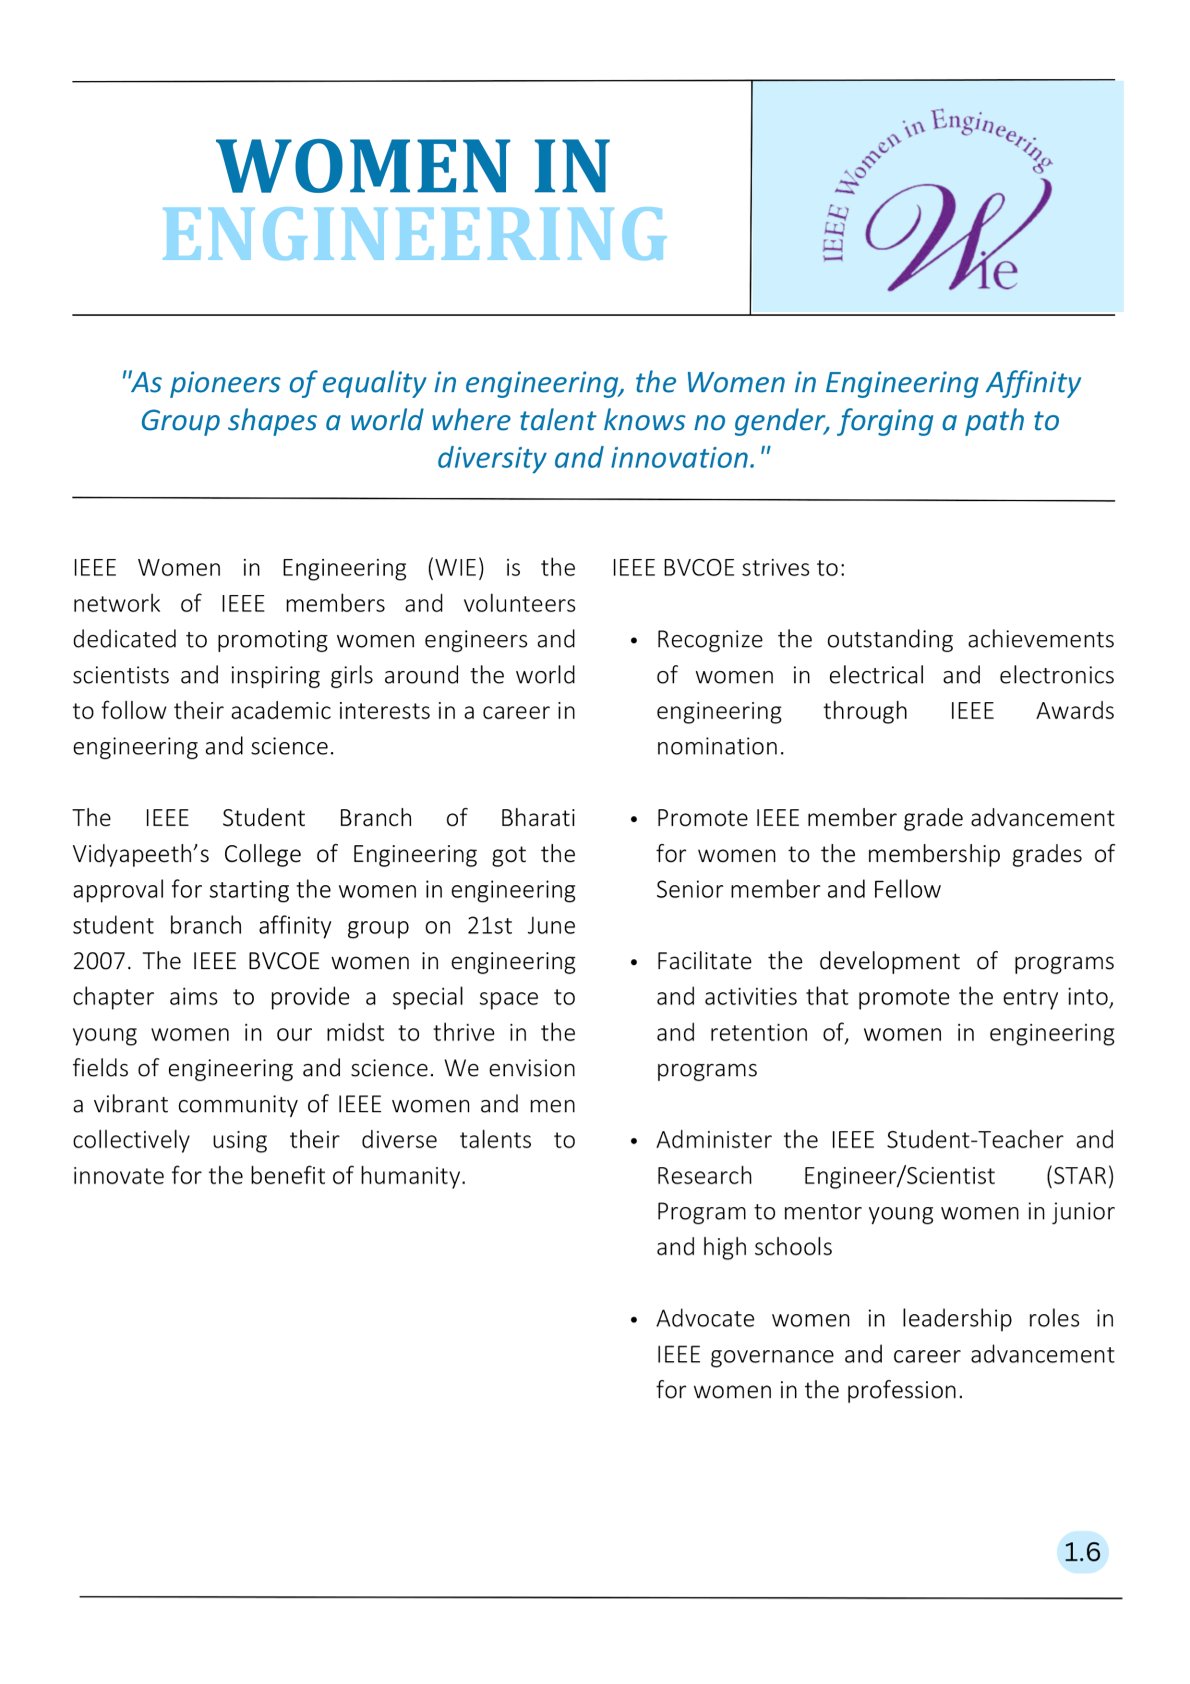 WOMEN IN
ENGINEERING
IEEE Women in Engineering
Wie
"As pioneers of equality in engineering, the Women in Engineering Affinity
Group shapes a world where talent knows no gender, forging a path to
diversity and innovation."
IEEE Women in Engineering (WIE) is the
network of IEEE members and volunteers
dedicated to promoting women engineers and
scientists and inspiring girls around the world
to follow their academic interests in a career in
engineering and science.
The IEEE Student Branch of Bharati
Vidyapeeth’s College of Engineering got the
approval for starting the women in engineering
student branch affinity group on 21st June
2007. The IEEE BVCOE women in engineering
chapter aims to provide a special space to
young women in our midst to thrive in the
fields of engineering and science. We envision
a vibrant community of IEEE women and men
collectively using their diverse talents to
innovate for the benefit of humanity.
IEEE BVCOE strives to:
• Recognize the outstanding achievements
of women in electrical and electronics
engineering through IEEE Awards
nomination.
• Promote IEEE member grade advancement
for women to the membership grades of
Senior member and Fellow
• Facilitate the development of programs
and activities that promote the entry into,
and retention of, women in engineering
programs
• Administer the IEEE Student-Teacher and
Research Engineer/Scientist (STAR)
Program to mentor young women in junior
and high schools
• Advocate women in leadership roles in
IEEE governance and career advancement
for women in the profession.
1.6